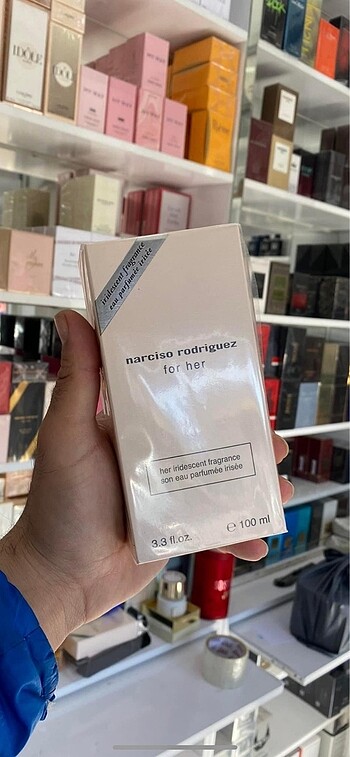 IDÔLE
iridescent fragrance
eau parfumée irisée
narciso rodriguez
for her
her iridescent fragrance
son eau parfumée irisée
3.3 fl.oz.
℮ 100 ml